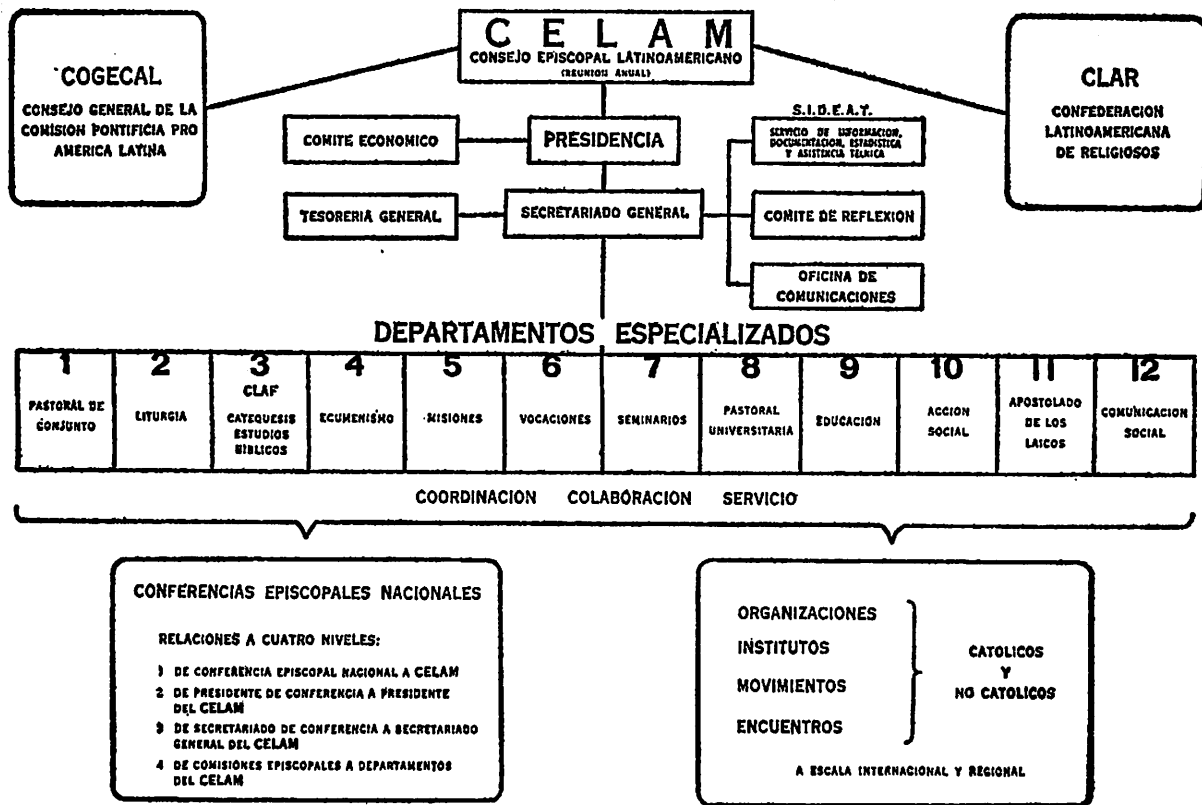 C E L A M
CONSEJO EPISCOPAL LATINOAMERICANO
(REUNION ANUAL)
COGECAL
CONSEJO GENERAL DE LA
COMISION PONTIFICIA PRO
AMERICA LATINA
CLAR
CONFEDERACION
LATINOAMERICANA
DE RELIGIOSOS
COMITE ECONOMICO
PRESIDENCIA
S.I.D.E.A.T.
SERVICIO DE INFORMACION,
DOCUMENTACION, ESTADISTICA
Y ASISTENCIA TECNICA
TESORERIA GENERAL
SECRETARIADO GENERAL
COMITE DE REFLEXION
OFICINA DE
COMUNICACIONES
DEPARTAMENTOS ESPECIALIZADOS
1
PASTORAL DE
CONJUNTO
2
LITURGIA
3
CLAF
CATEQUESIS
ESTUDIOS
BIBLICOS
4
ECUMENISMO
5
MISIONES
6
VOCACIONES
7
SEMINARIOS
8
PASTORAL
UNIVERSITARIA
9
EDUCACION
10
ACCION
SOCIAL
11
APOSTOLADO
DE LOS
LAICOS
12
COMUNICACION
SOCIAL
COORDINACION COLABORACION SERVICIO
CONFERENCIAS EPISCOPALES NACIONALES
RELACIONES A CUATRO NIVELES:
1 DE CONFERENCIA EPISCOPAL NACIONAL A CELAM
2 DE PRESIDENTE DE CONFERENCIA A PRESIDENTE
DEL CELAM
3 DE SECRETARIADO DE CONFERENCIA A SECRETARIADO
GENERAL DEL CELAM
4 DE COMISIONES EPISCOPALES A DEPARTAMENTOS
DEL CELAM
ORGANIZACIONES
INSTITUTOS
MOVIMIENTOS
ENCUENTROS
CATOLICOS
Y
NO CATOLICOS
A ESCALA INTERNACIONAL Y REGIONAL